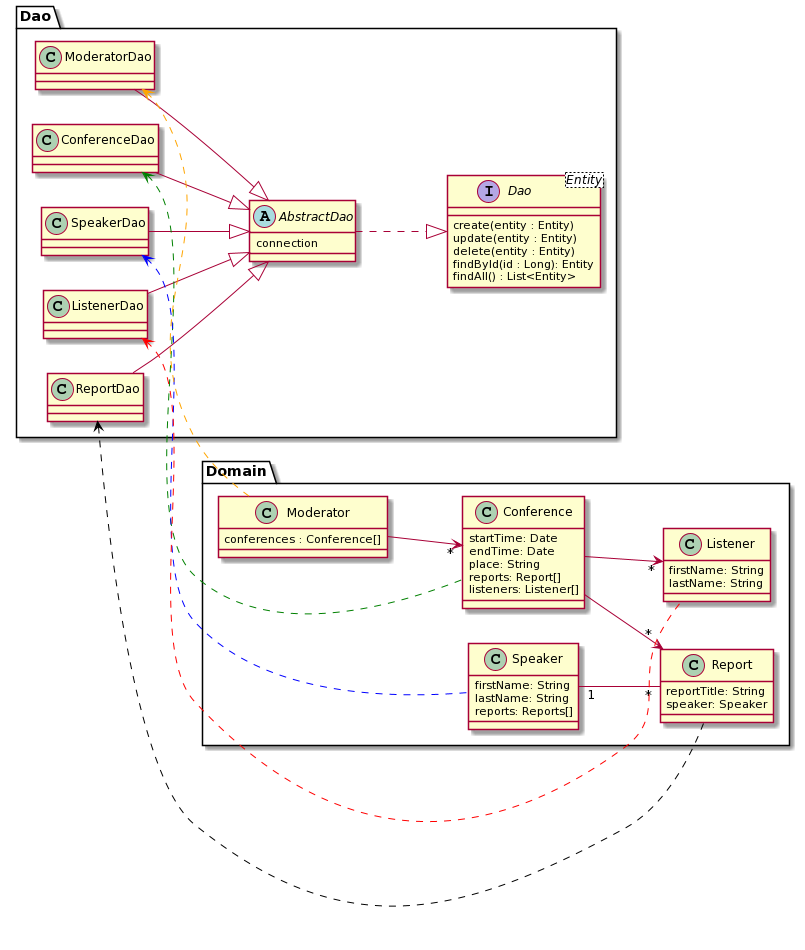 Dao
C ModeratorDao
C ConferenceDao
C SpeakerDao
C ListenerDao
C ReportDao
A AbstractDao
connection
I Dao
Entity
create(entity : Entity)
update(entity : Entity)
delete(entity : Entity)
findById(id : Long): Entity
findAll() : List<Entity>
Domain
C Moderator
conferences : Conference[]
*
C Conference
startTime: Date
endTime: Date
place: String
reports: Report[]
listeners: Listener[]
*
*
C Listener
firstName: String
lastName: String
C Speaker
firstName: String
lastName: String
reports: Reports[]
1
*
C Report
reportTitle: String
speaker: Speaker